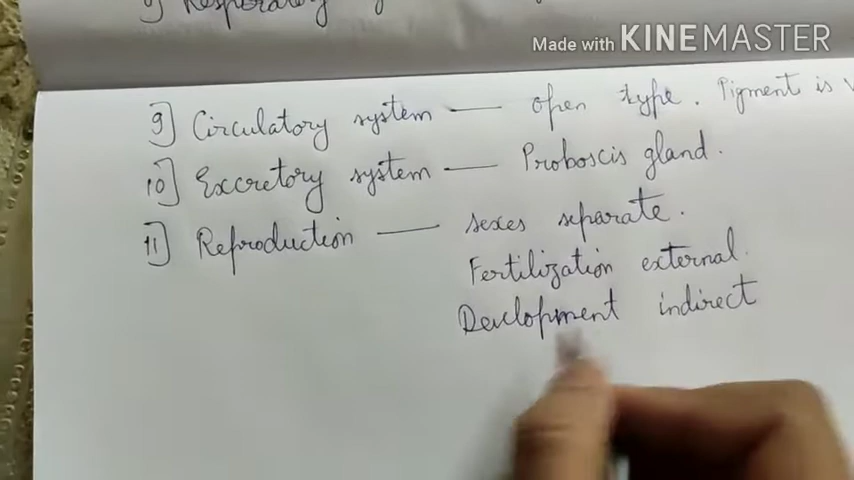 Respiratory
Made with KINEMASTER
9] Circulatory system — open type. Pigment is
10] Excretory system — Proboscis gland.
11] Reproduction — sexes separate.
Fertilization external.
Development indirect